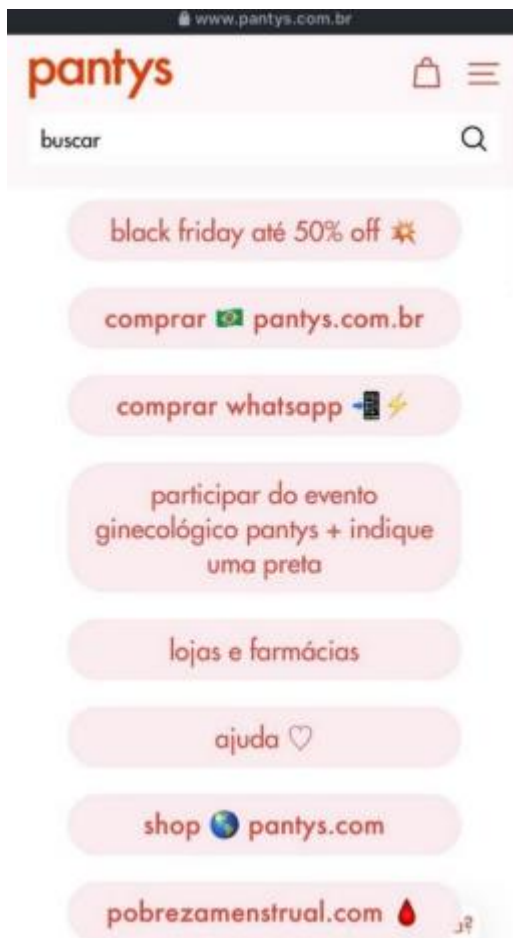 www.pantys.com.br
pantys
buscar
black friday até 50% off 💥
comprar 🇧🇷 pantys.com.br
comprar whatsapp 📲⚡
participar do evento
ginecológico pantys + indique
uma preta
lojas e farmácias
ajuda ♡
shop 🌎 pantys.com
pobrezamenstrual.com 🩸